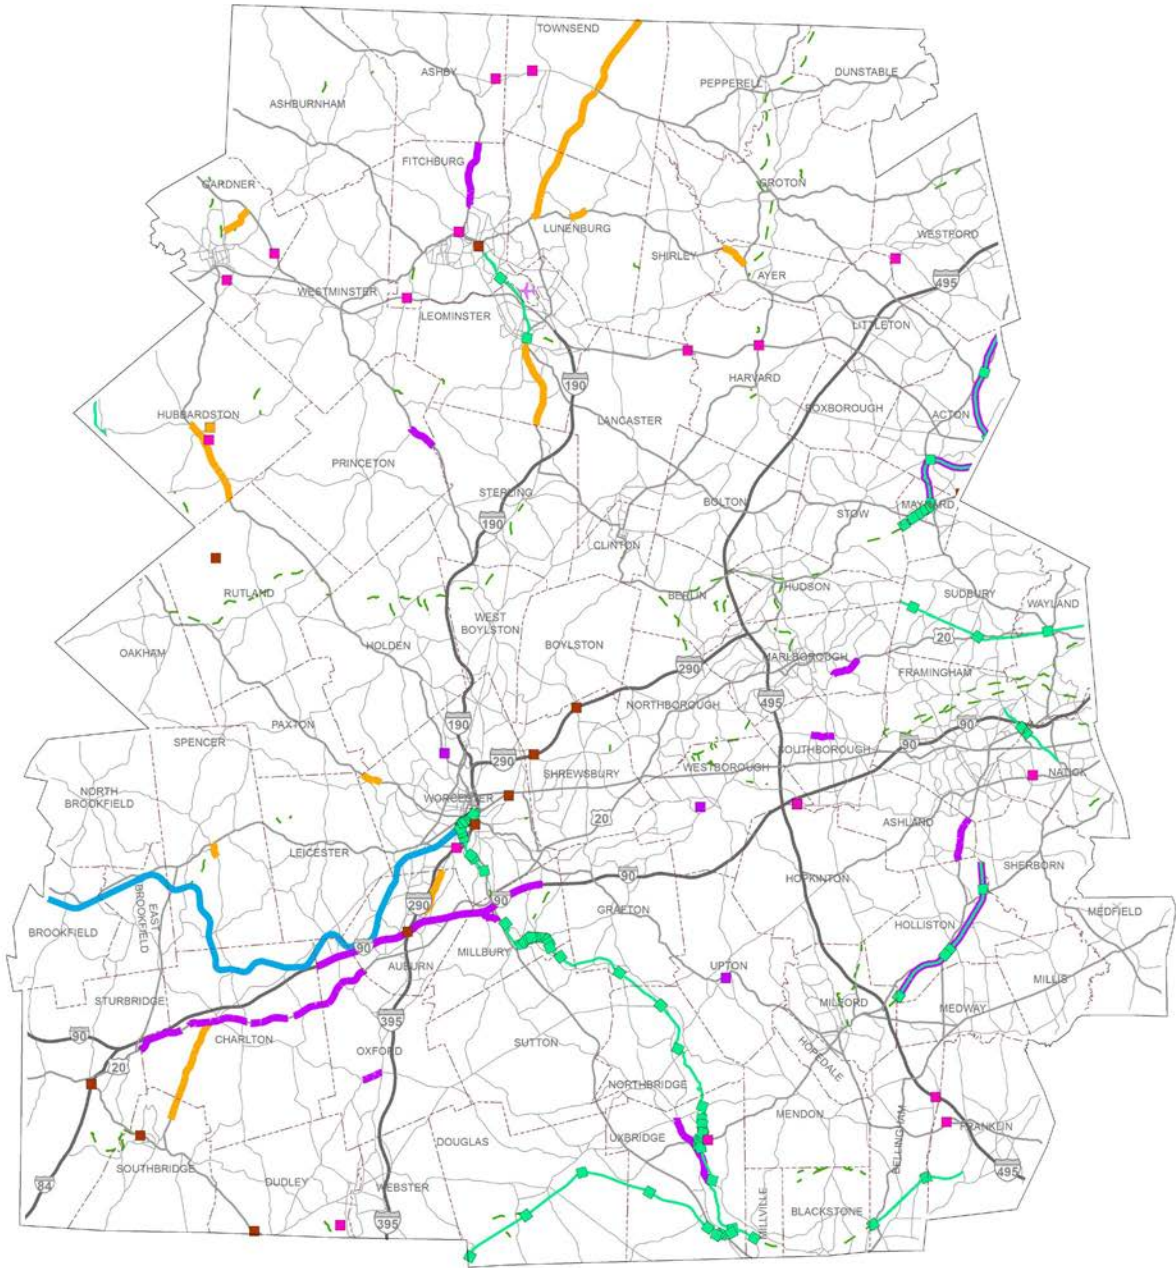 TOWNSEND
ASHBY
DUNSTABLE
PEPPERELL
ASHBURNHAM
FITCHBURG
GARDNER
GROTON
LUNENBURG
WESTFORD
SHIRLEY
AYER
495
WESTMINSTER
LEOMINSTER
LITTLETON
HARVARD
190
BOXBOROUGH
ACTON
HUBBARDSTON
LANCASTER
PRINCETON
STERLING
BOLTON
MAYNARD
STOW
190
CLINTON
HUDSON
RUTLAND
BERLIN
SUDBURY
WAYLAND
WEST
BOYLSTON
20
HOLDEN
BOYLSTON
OAKHAM
MARLBOROUGH
290
FRAMINGHAM
495
NORTHBOROUGH
190
PAXTON
90
SPENCER
90
SOUTHBOROUGH
290
WESTBOROUGH
SHREWSBURY
NATICK
NORTH
BROOKFIELD
WORCESTER
20
ASHLAND
LEICESTER
SHERBORN
90
HOPKINTON
90
290
EAST
BROOKFIELD
GRAFTON
MEDFIELD
HOLLISTON
BROOKFIELD
90
MILLBURY
AUBURN
UPTON
MILLIS
STURBRIDGE
MILFORD
MEDWAY
395
90
CHARLTON
SUTTON
HOPEDALE
OXFORD
20
NORTHBRIDGE
MENDON
BELLINGHAM
FRANKLIN
DOUGLAS
UXBRIDGE
SOUTHBRIDGE
495
84
DUDLEY
WEBSTER
MILLVILLE
BLACKSTONE
395